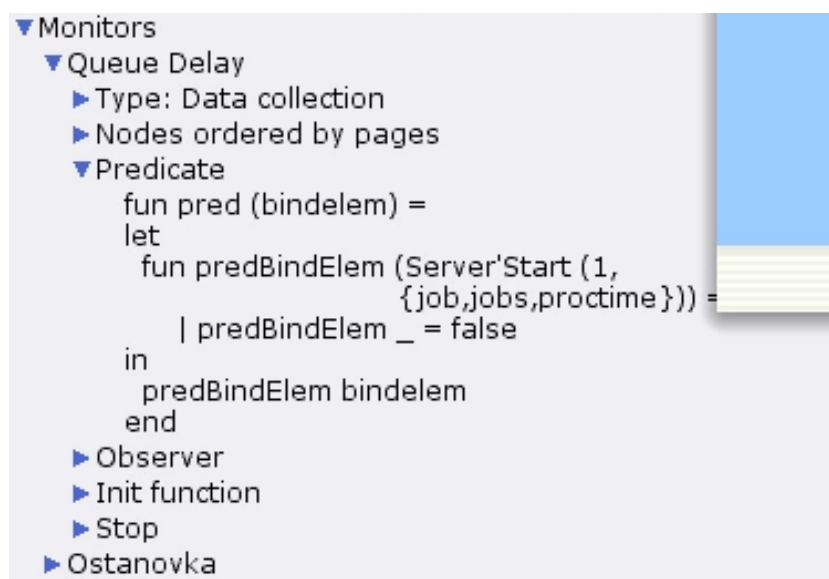 Monitors
Queue Delay
Type: Data collection
Nodes ordered by pages
Predicate
fun pred (bindelem) =
let
fun predBindElem (Server'Start (1,
{job,jobs,proctime})) =
| predBindElem _ = false
in
predBindElem bindelem
end
Observer
Init function
Stop
Ostanovka